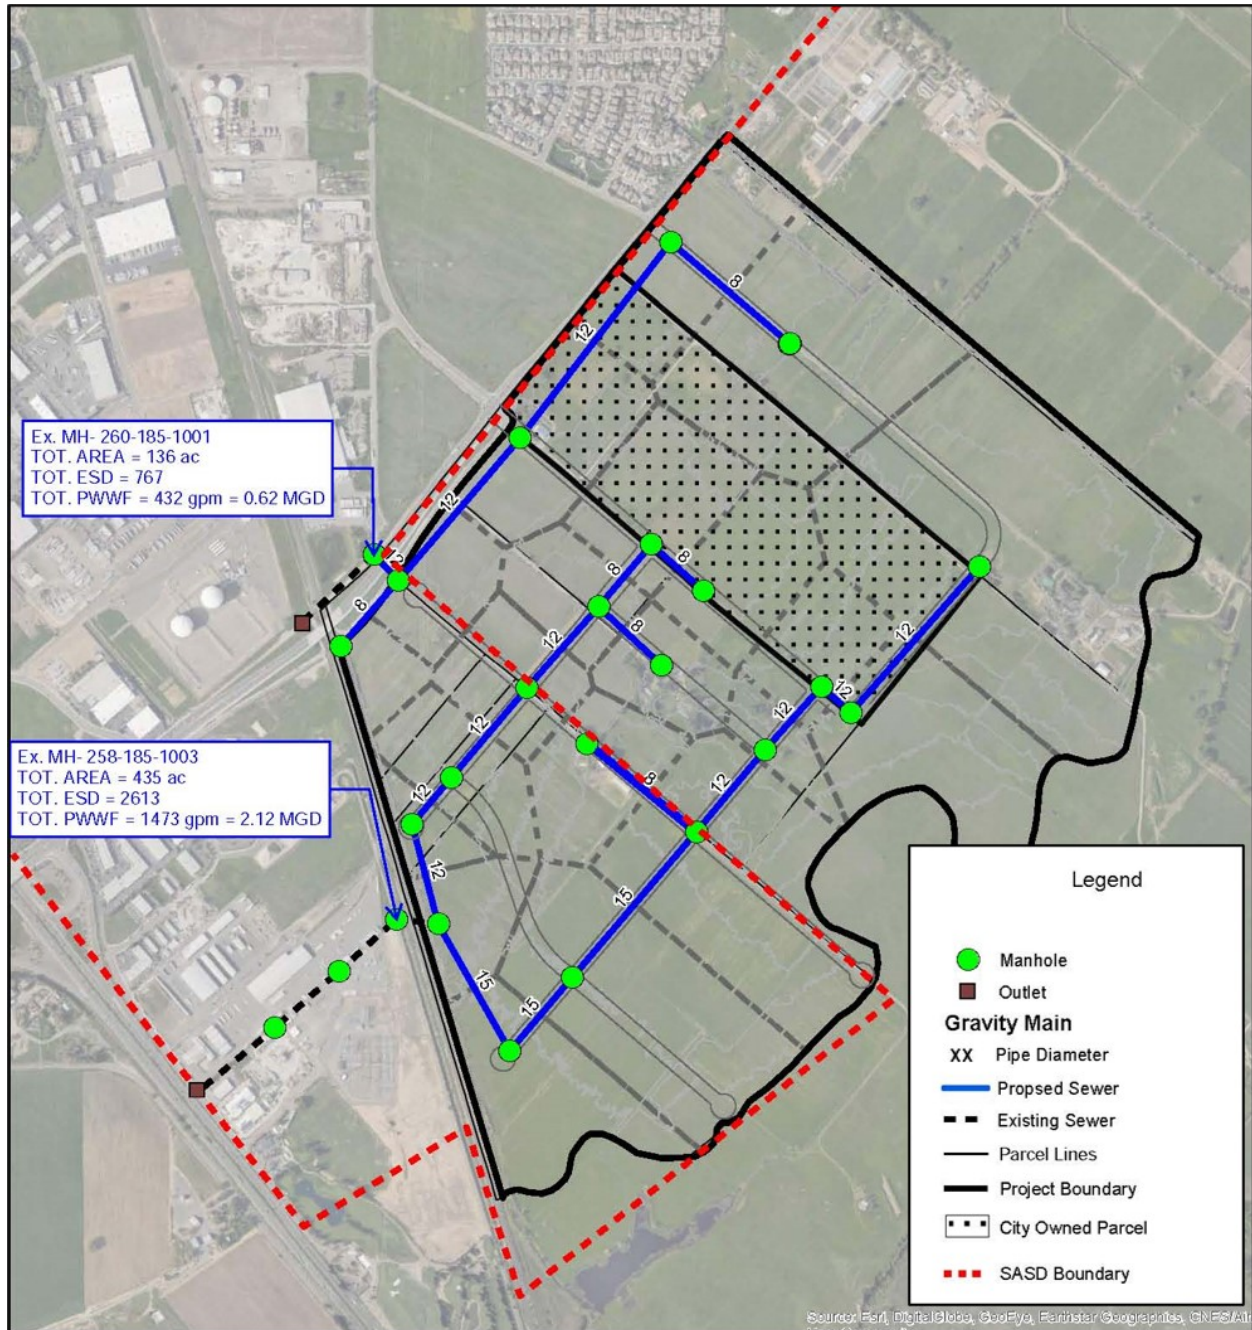 8
12
Ex. MH- 260-185-1001
TOT. AREA = 136 ac
TOT. ESD = 767
TOT. PWWF = 432 gpm = 0.62 MGD
12
12
8
8
8
8
12
12
12
12
12
12
8
12
12
Ex. MH- 258-185-1003
TOT. AREA = 435 ac
TOT. ESD = 2613
TOT. PWWF = 1473 gpm = 2.12 MGD
15
15
15
Legend
Manhole
Outlet
Gravity Main
XX Pipe Diameter
Propsed Sewer
Existing Sewer
Parcel Lines
Project Boundary
City Owned Parcel
SASD Boundary
Source: Esri, DigitalGlobe, GeoEye, Earthstar Geographics, CNES/Air